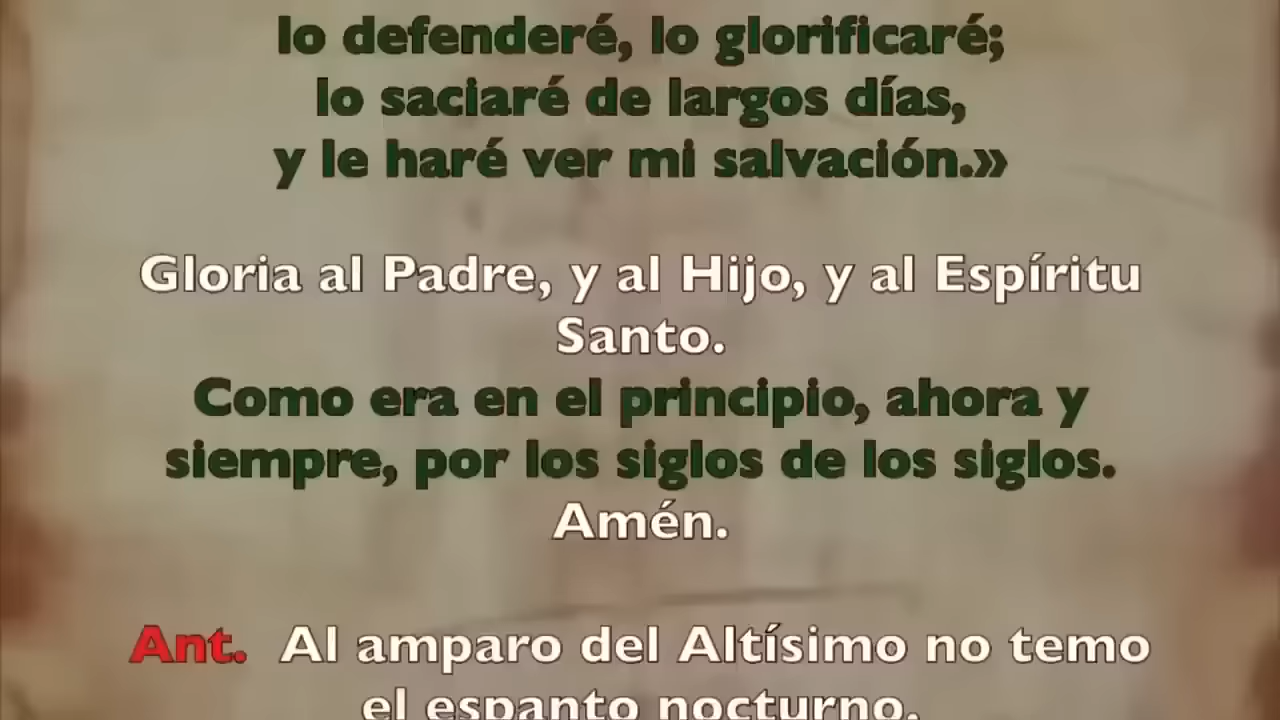 lo defenderé, lo glorificaré;
lo saciaré de largos días,
y le haré ver mi salvación.»
Gloria al Padre, y al Hijo, y al Espíritu
Santo.
Como era en el principio, ahora y
siempre, por los siglos de los siglos.
Amén.
Ant. Al amparo del Altísimo no temo
el espanto nocturno.